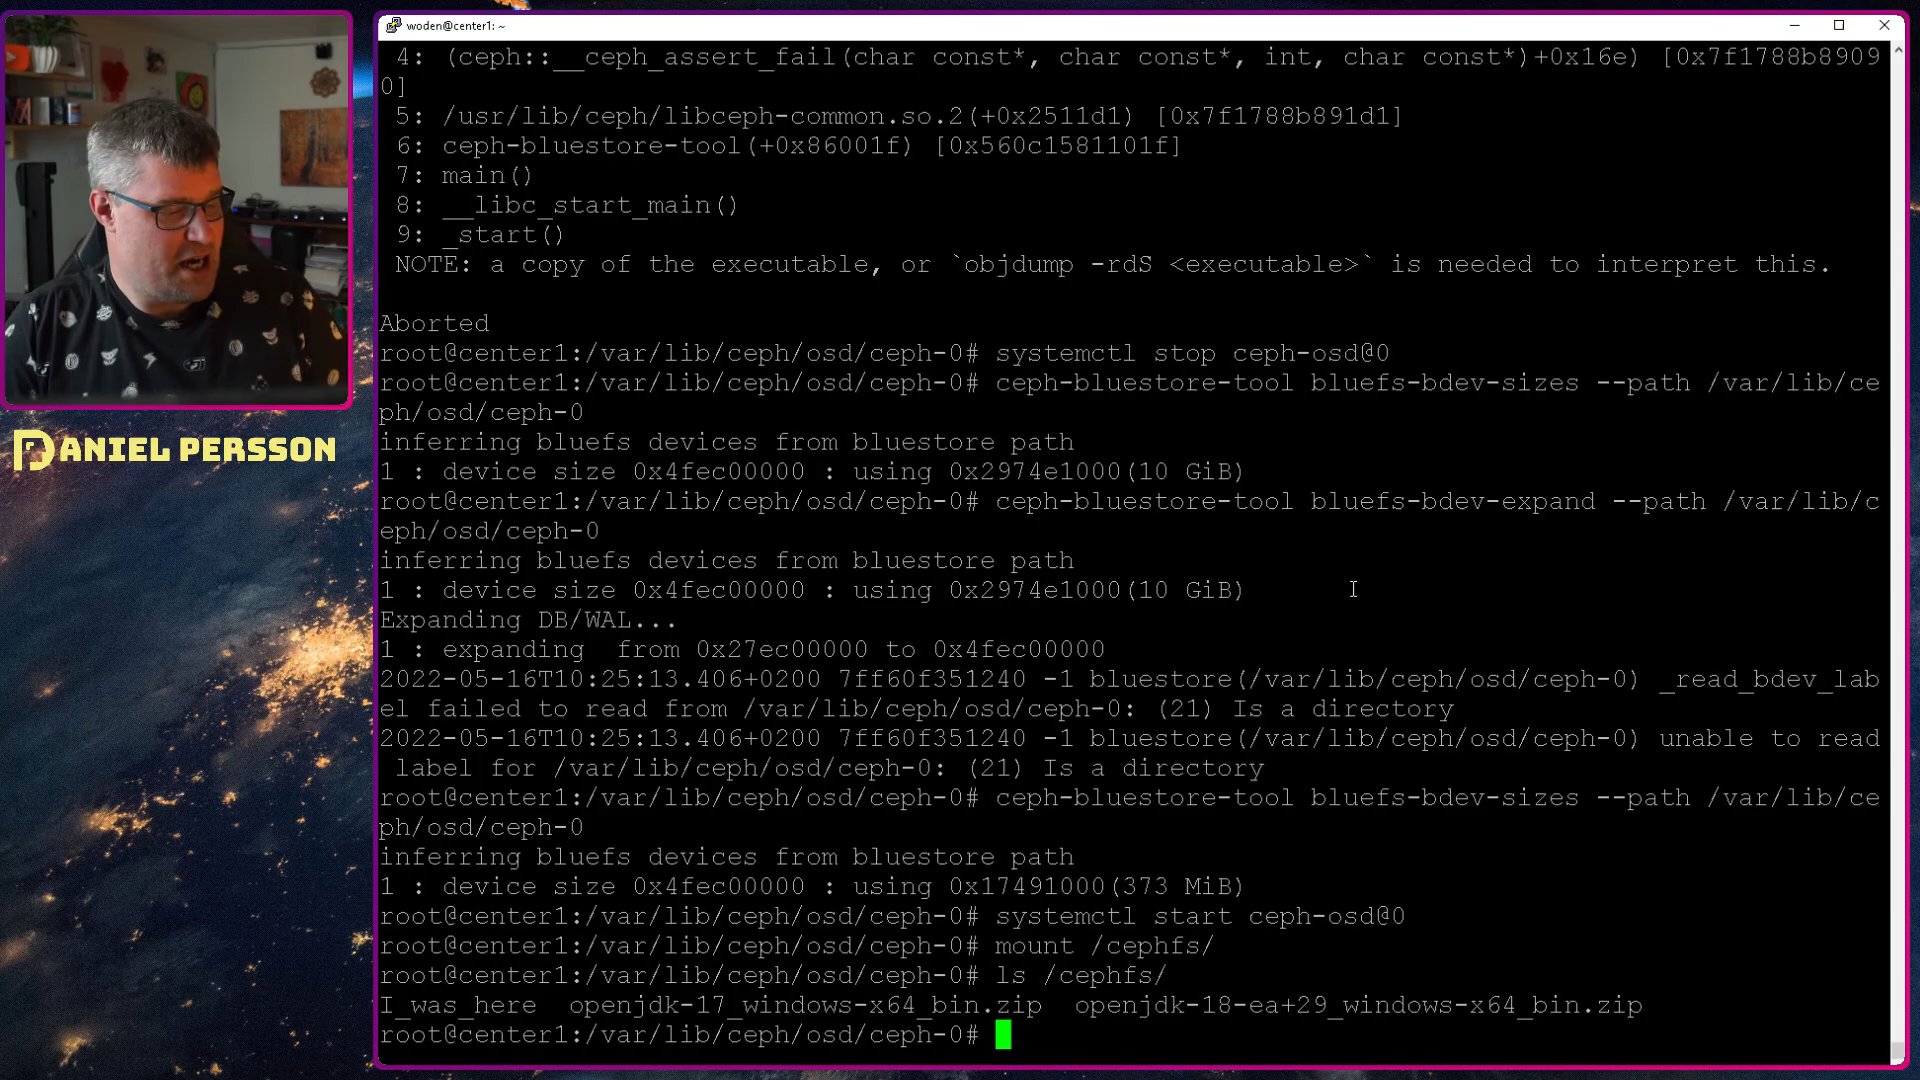 woden@center1: ~
4: (ceph::__ceph_assert_fail(char const*, char const*, int, char const*)+0x16e) [0x7f1788b8909
0]
5: /usr/lib/ceph/libceph-common.so.2(+0x2511d1) [0x7f1788b891d1]
6: ceph-bluestore-tool(+0x86001f) [0x560c1581101f]
7: main()
8: __libc_start_main()
9: _start()
NOTE: a copy of the executable, or `objdump -rdS <executable>` is needed to interpret this.
Aborted
root@center1:/var/lib/ceph/osd/ceph-0# systemctl stop ceph-osd@0
root@center1:/var/lib/ceph/osd/ceph-0# ceph-bluestore-tool bluefs-bdev-sizes --path /var/lib/ce
ph/osd/ceph-0
inferring bluefs devices from bluestore path
1 : device size 0x4fec00000 : using 0x2974e1000(10 GiB)
root@center1:/var/lib/ceph/osd/ceph-0# ceph-bluestore-tool bluefs-bdev-expand --path /var/lib/c
eph/osd/ceph-0
inferring bluefs devices from bluestore path
1 : device size 0x4fec00000 : using 0x2974e1000(10 GiB)
Expanding DB/WAL...
1 : expanding  from 0x27ec00000 to 0x4fec00000
2022-05-16T10:25:13.406+0200 7ff60f351240 -1 bluestore(/var/lib/ceph/osd/ceph-0) _read_bdev_lab
el failed to read from /var/lib/ceph/osd/ceph-0: (21) Is a directory
2022-05-16T10:25:13.406+0200 7ff60f351240 -1 bluestore(/var/lib/ceph/osd/ceph-0) unable to read
label for /var/lib/ceph/osd/ceph-0: (21) Is a directory
root@center1:/var/lib/ceph/osd/ceph-0# ceph-bluestore-tool bluefs-bdev-sizes --path /var/lib/ce
ph/osd/ceph-0
inferring bluefs devices from bluestore path
1 : device size 0x4fec00000 : using 0x17491000(373 MiB)
root@center1:/var/lib/ceph/osd/ceph-0# systemctl start ceph-osd@0
root@center1:/var/lib/ceph/osd/ceph-0# mount /cephfs/
root@center1:/var/lib/ceph/osd/ceph-0# ls /cephfs/
I_was_here  openjdk-17_windows-x64_bin.zip  openjdk-18-ea+29_windows-x64_bin.zip
root@center1:/var/lib/ceph/osd/ceph-0#
DANIEL PERSSON